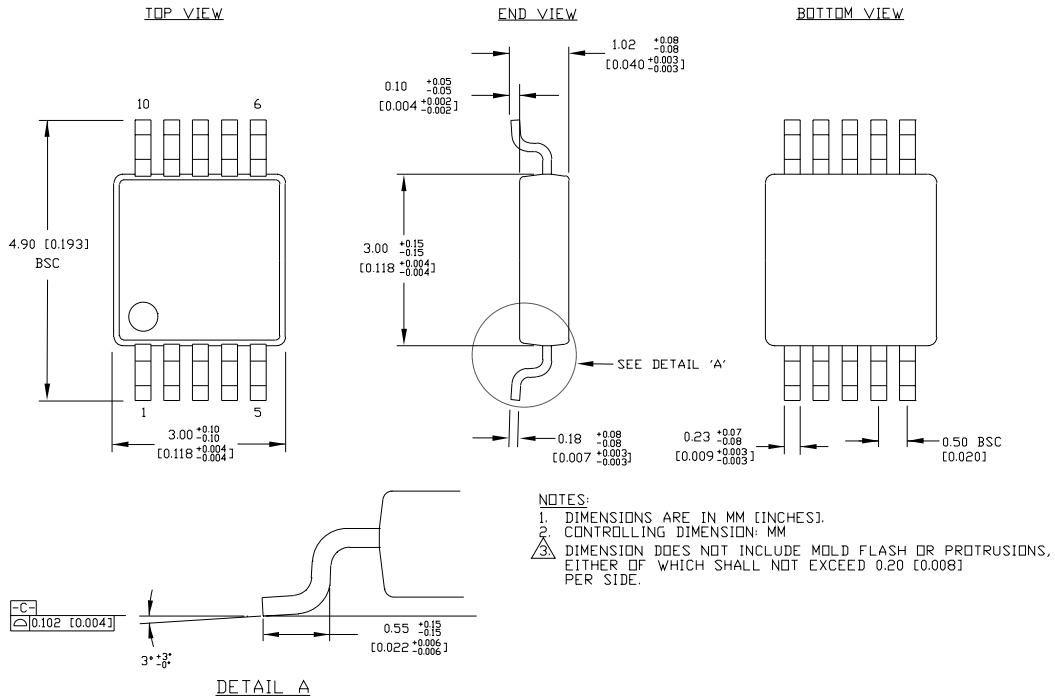 TOP VIEW
END VIEW
BOTTOM VIEW
1.02 +0.08 -0.08
[0.040 +0.003 -0.003]
0.10 +0.05 -0.05
[0.004 +0.002 -0.002]
10
6
4.90 [0.193]
BSC
3.00 +0.15 -0.15
[0.118 +0.004 -0.004]
SEE DETAIL 'A'
1
5
3.00 +0.10 -0.10
[0.118 +0.004 -0.004]
0.18 +0.08 -0.08
[0.007 +0.003 -0.003]
0.23 +0.07 -0.08
[0.009 +0.003 -0.003]
0.50 BSC
[0.020]
NOTES:
1. DIMENSIONS ARE IN MM [INCHES].
2. CONTROLLING DIMENSION: MM
3. DIMENSION DOES NOT INCLUDE MOLD FLASH OR PROTRUSIONS,
EITHER OF WHICH SHALL NOT EXCEED 0.20 [0.008]
PER SIDE.
-C-
0.102 [0.004]
3° +3° -0°
0.55 +0.15 -0.15
[0.022 +0.006 -0.006]
DETAIL A